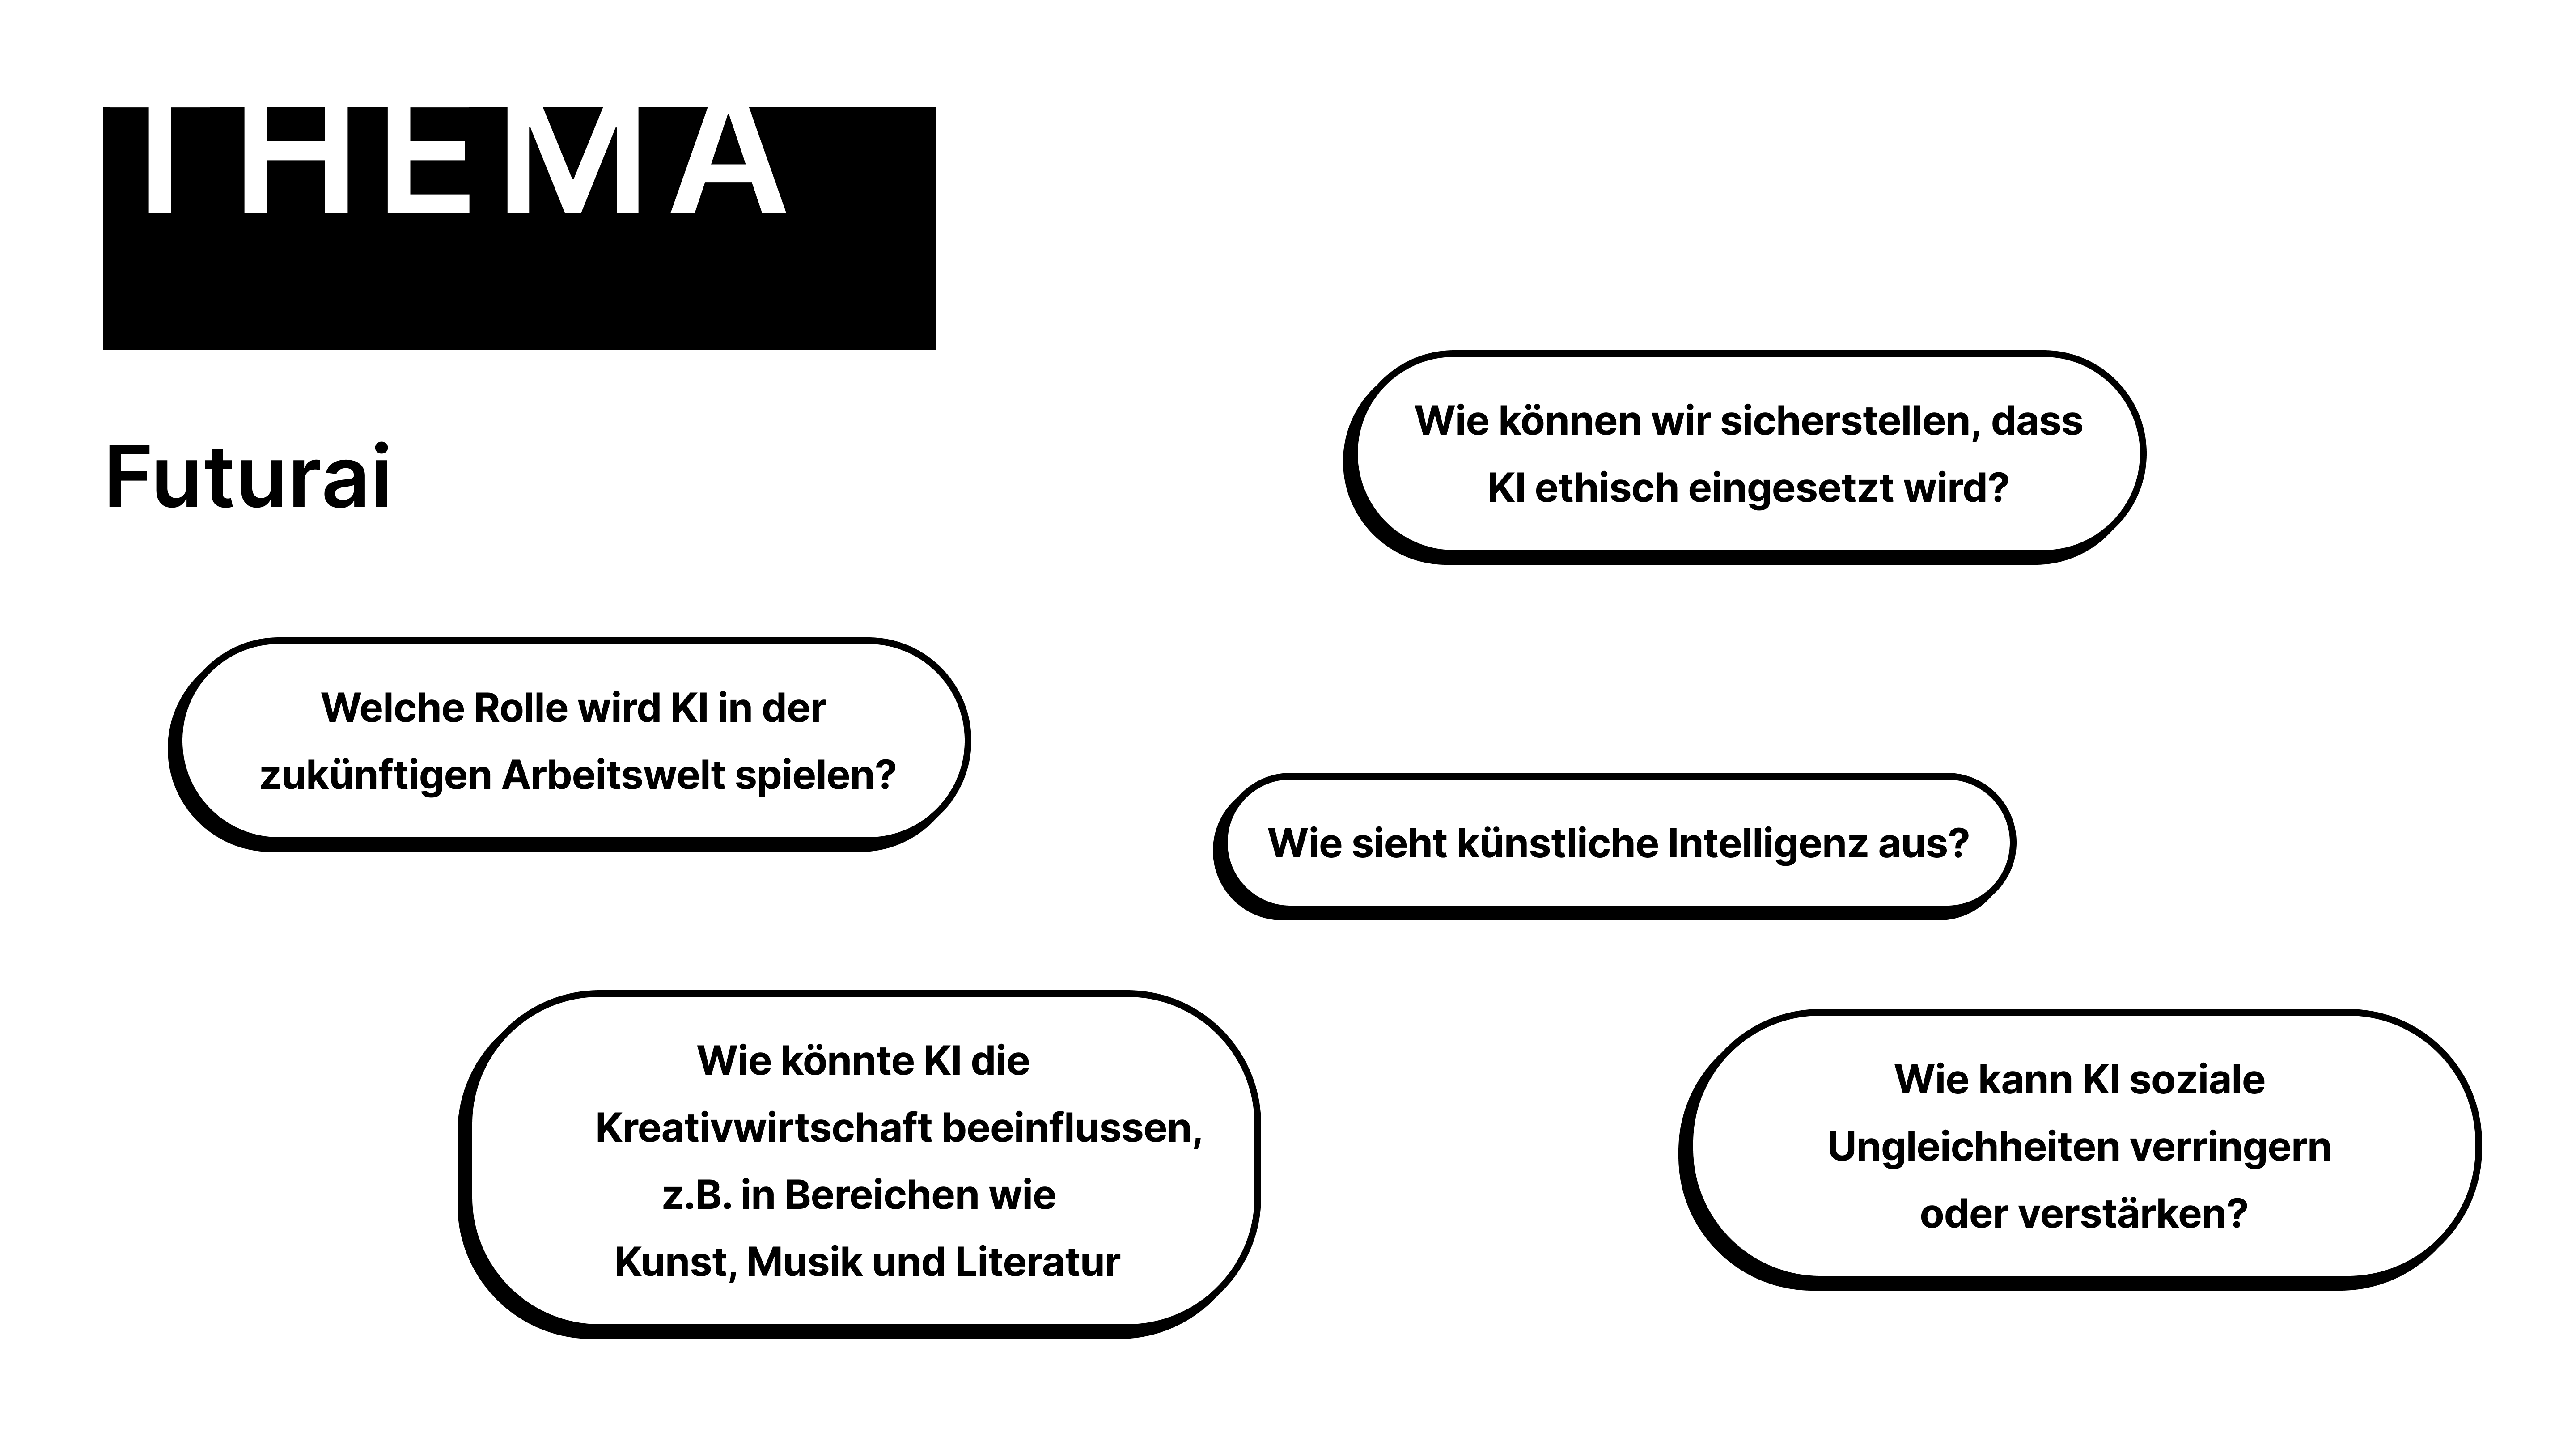 THEMA
Futurai
Wie können wir sicherstellen, dass
KI ethisch eingesetzt wird?
Welche Rolle wird KI in der
zukünftigen Arbeitswelt spielen?
Wie sieht künstliche Intelligenz aus?
Wie könnte KI die
Kreativwirtschaft beeinflussen,
z.B. in Bereichen wie
Kunst, Musik und Literatur
Wie kann KI soziale
Ungleichheiten verringern
oder verstärken?